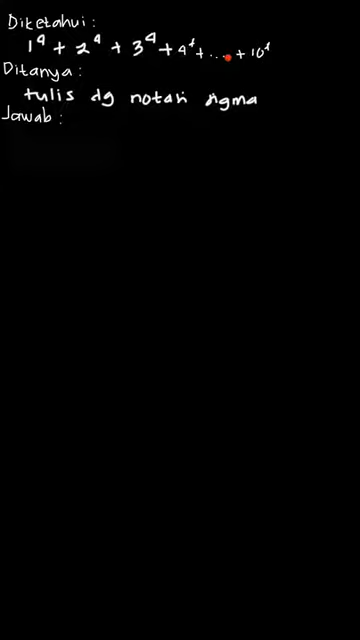 Diketahui:
1⁴ + 2⁴ + 3⁴ + 4⁴ + ... + 10⁴
Ditanya:
tulis dg notasi sigma
Jawab: